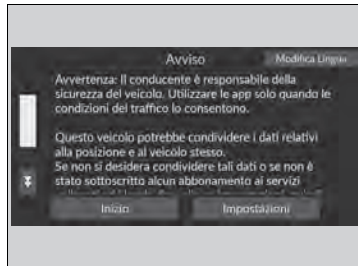 Avviso
Modifica Lingua
Avvertenza: Il conducente è responsabile della
sicurezza del veicolo. Utilizzare le app solo quando le
condizioni del traffico lo consentono.
Questo veicolo potrebbe condividere i dati relativi
alla posizione e al veicolo stesso.
Se non si desidera condividere tali dati o se non è
stato sottoscritto alcun abbonamento ai servizi
Inizio
Impostazioni